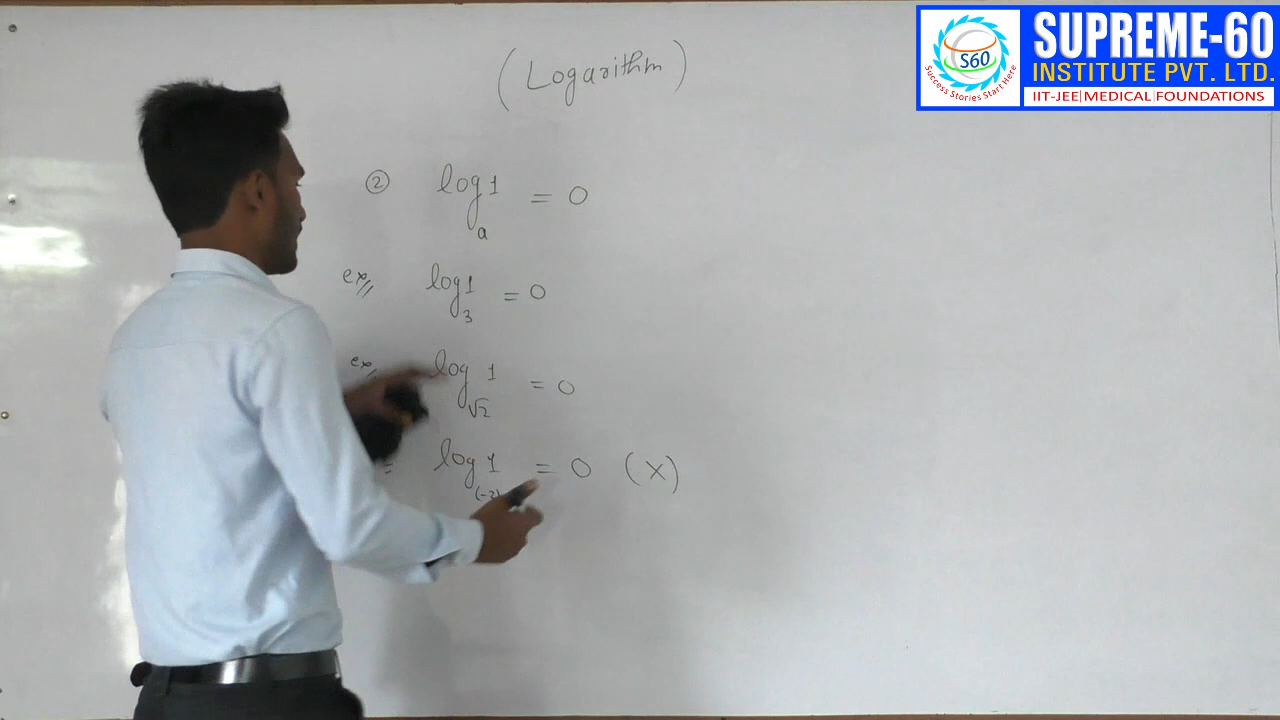 (Logarithm)
SUPREME-60
INSTITUTE PVT. LTD.
IIT-JEE|MEDICAL|FOUNDATIONS
S60
Success Stories Start Here
② log_a 1 = 0
ex// log_3 1 = 0
ex/ log_√2 1 = 0
= log_(-2) 1 = 0 (X)